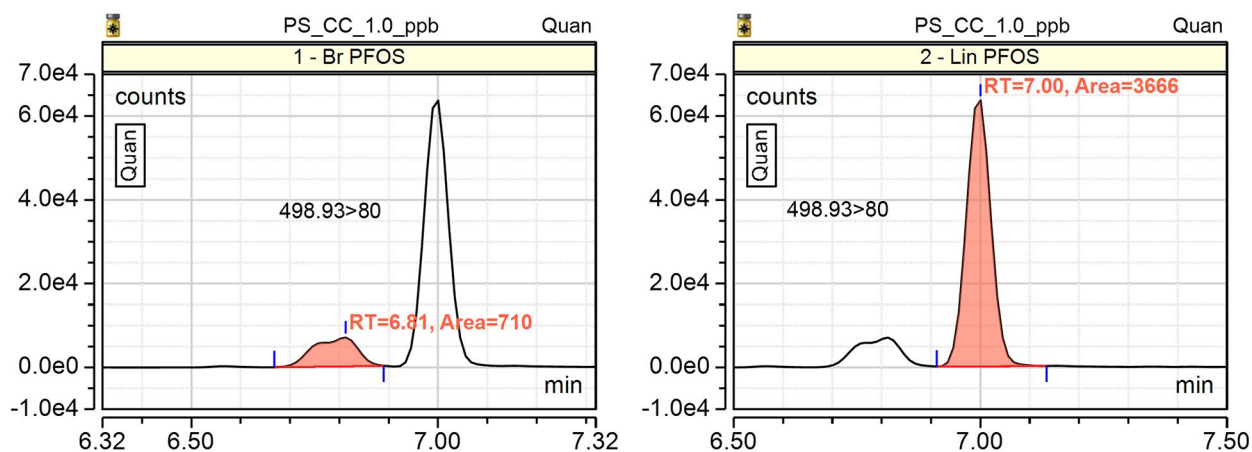 PS_CC_1.0_ppb Quan
1 - Br PFOS
7.0e4
counts
6.0e4
Quan
4.0e4
498.93>80
2.0e4
RT=6.81, Area=710
0.0e0
min
-1.0e4
6.32 6.50 7.00 7.32
PS_CC_1.0_ppb Quan
2 - Lin PFOS
7.0e4
RT=7.00, Area=3666
counts
6.0e4
Quan
4.0e4
498.93>80
2.0e4
0.0e0
min
-1.0e4
6.50 7.00 7.50